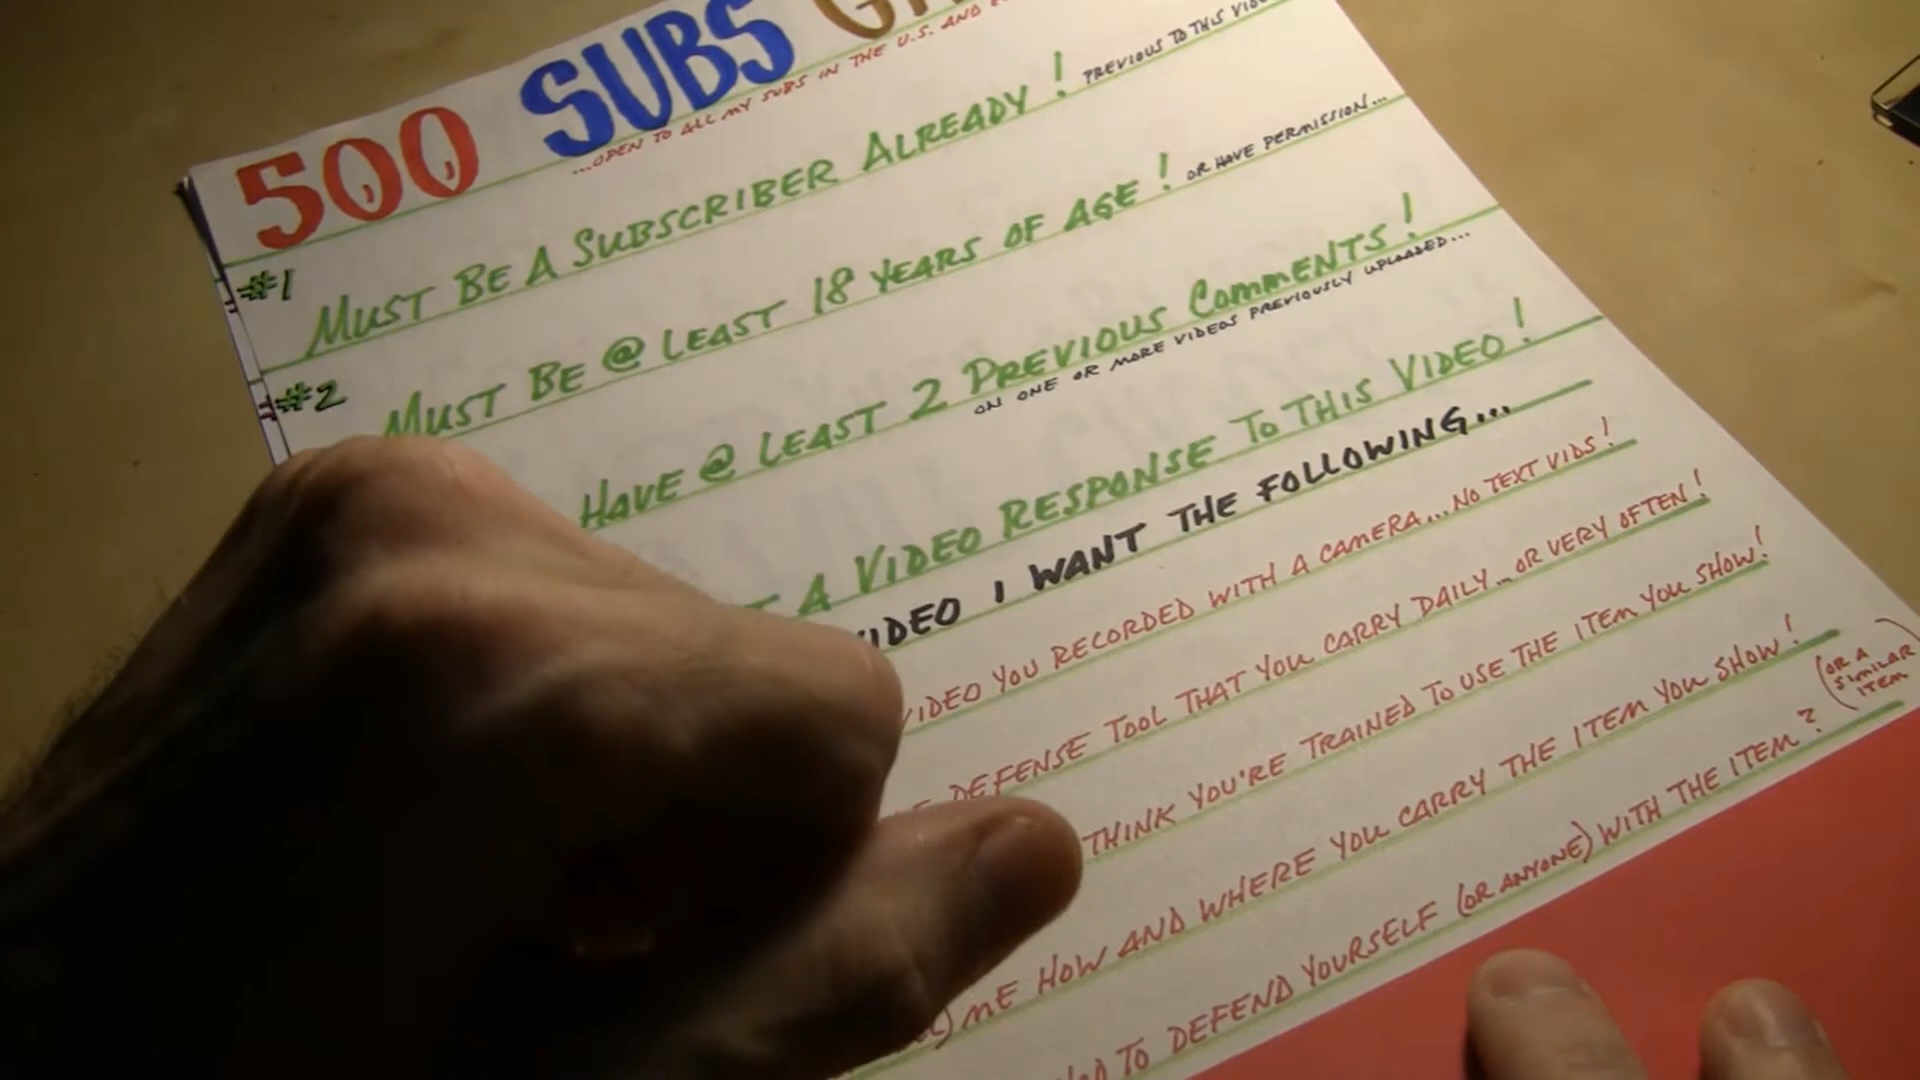 500 SUBS
...OPEN TO ALL MY SUBS IN THE U.S. AND
#1 MUST BE A SUBSCRIBER ALREADY! PREVIOUS TO THIS
#2 MUST BE @ LEAST 18 YEARS OF AGE! OR HAVE PERMISSION...
HAVE @ LEAST 2 PREVIOUS COMMENTS!
ON ONE OR MORE VIDEOS PREVIOUSLY UPLOADED...
A VIDEO RESPONSE TO THIS VIDEO!
VIDEO I WANT THE FOLLOWING...
VIDEO YOU RECORDED WITH A CAMERA...NO TEXT VIDS!
DEFENSE TOOL THAT YOU CARRY DAILY...OR VERY OFTEN!
THINK YOU'RE TRAINED TO USE THE ITEM YOU SHOW!
ME HOW AND WHERE YOU CARRY THE ITEM YOU SHOW!
TO DEFEND YOURSELF (OR ANYONE) WITH THE ITEM? (OR A SIMILAR ITEM)